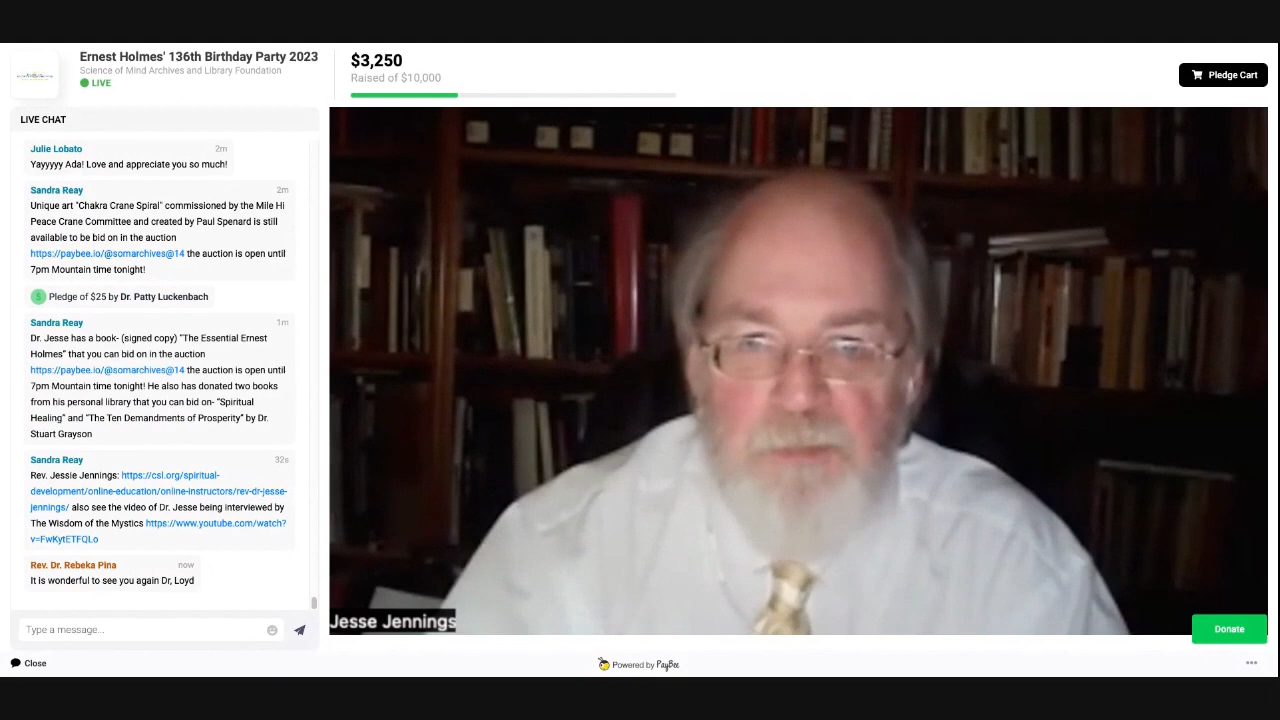 Ernest Holmes' 136th Birthday Party 2023
Science of Mind Archives and Library Foundation
LIVE
$3,250
Raised of $10,000
Pledge Cart
LIVE CHAT
Julie Lobato 2m
Yayyyyy Ada! Love and appreciate you so much!
Sandra Reay 2m
Unique art "Chakra Crane Spiral" commissioned by the Mile Hi
Peace Crane Committee and created by Paul Spenard is still
available to be bid on in the auction
https://paybee.io/@somarchives@14 the auction is open until
7pm Mountain time tonight!
$ Pledge of $25 by Dr. Patty Luckenbach
Sandra Reay 1m
Dr. Jesse has a book- (signed copy) “The Essential Ernest
Holmes” that you can bid on in the auction
https://paybee.io/@somarchives@14 the auction is open until
7pm Mountain time tonight! He also has donated two books
from his personal library that you can bid on- “Spiritual
Healing” and “The Ten Demandments of Prosperity” by Dr.
Stuart Grayson
Sandra Reay 32s
Rev. Jessie Jennings: https://csl.org/spiritual-
development/online-education/online-instructors/rev-dr-jesse-
jennings/ also see the video of Dr. Jesse being interviewed by
The Wisdom of the Mystics https://www.youtube.com/watch?
v=FwKytETFQLo
Rev. Dr. Rebeka Pina now
It is wonderful to see you again Dr, Loyd
Type a message...
Jesse Jennings
Donate
Close
Powered by PayBee